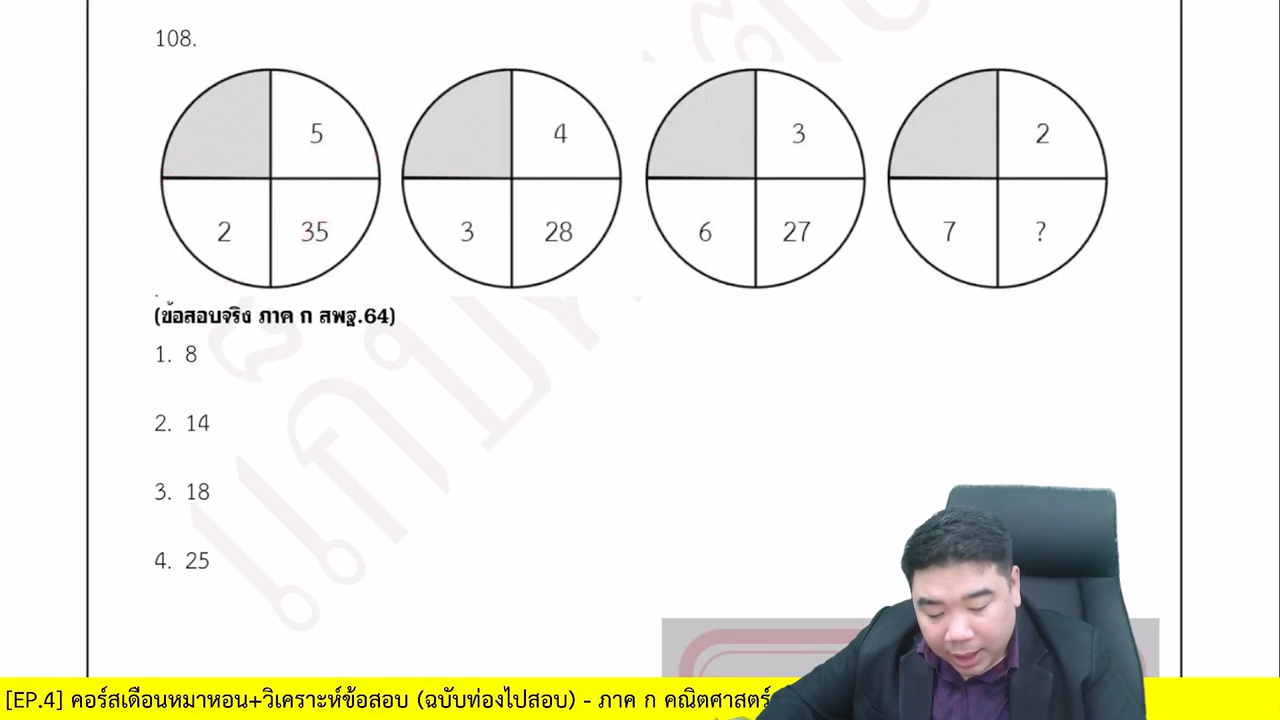 108.
5 4 3 2
2 35 3 28 6 27 7 ?
(ข้อสอบจริง ภาค ก สพฐ.64)
1. 8
2. 14
3. 18
4. 25
[EP.4] คอร์สเดือนหมาหอน+วิเคราะห์ข้อสอบ (ฉบับท่องไปสอบ) - ภาค ก คณิตศาสตร์